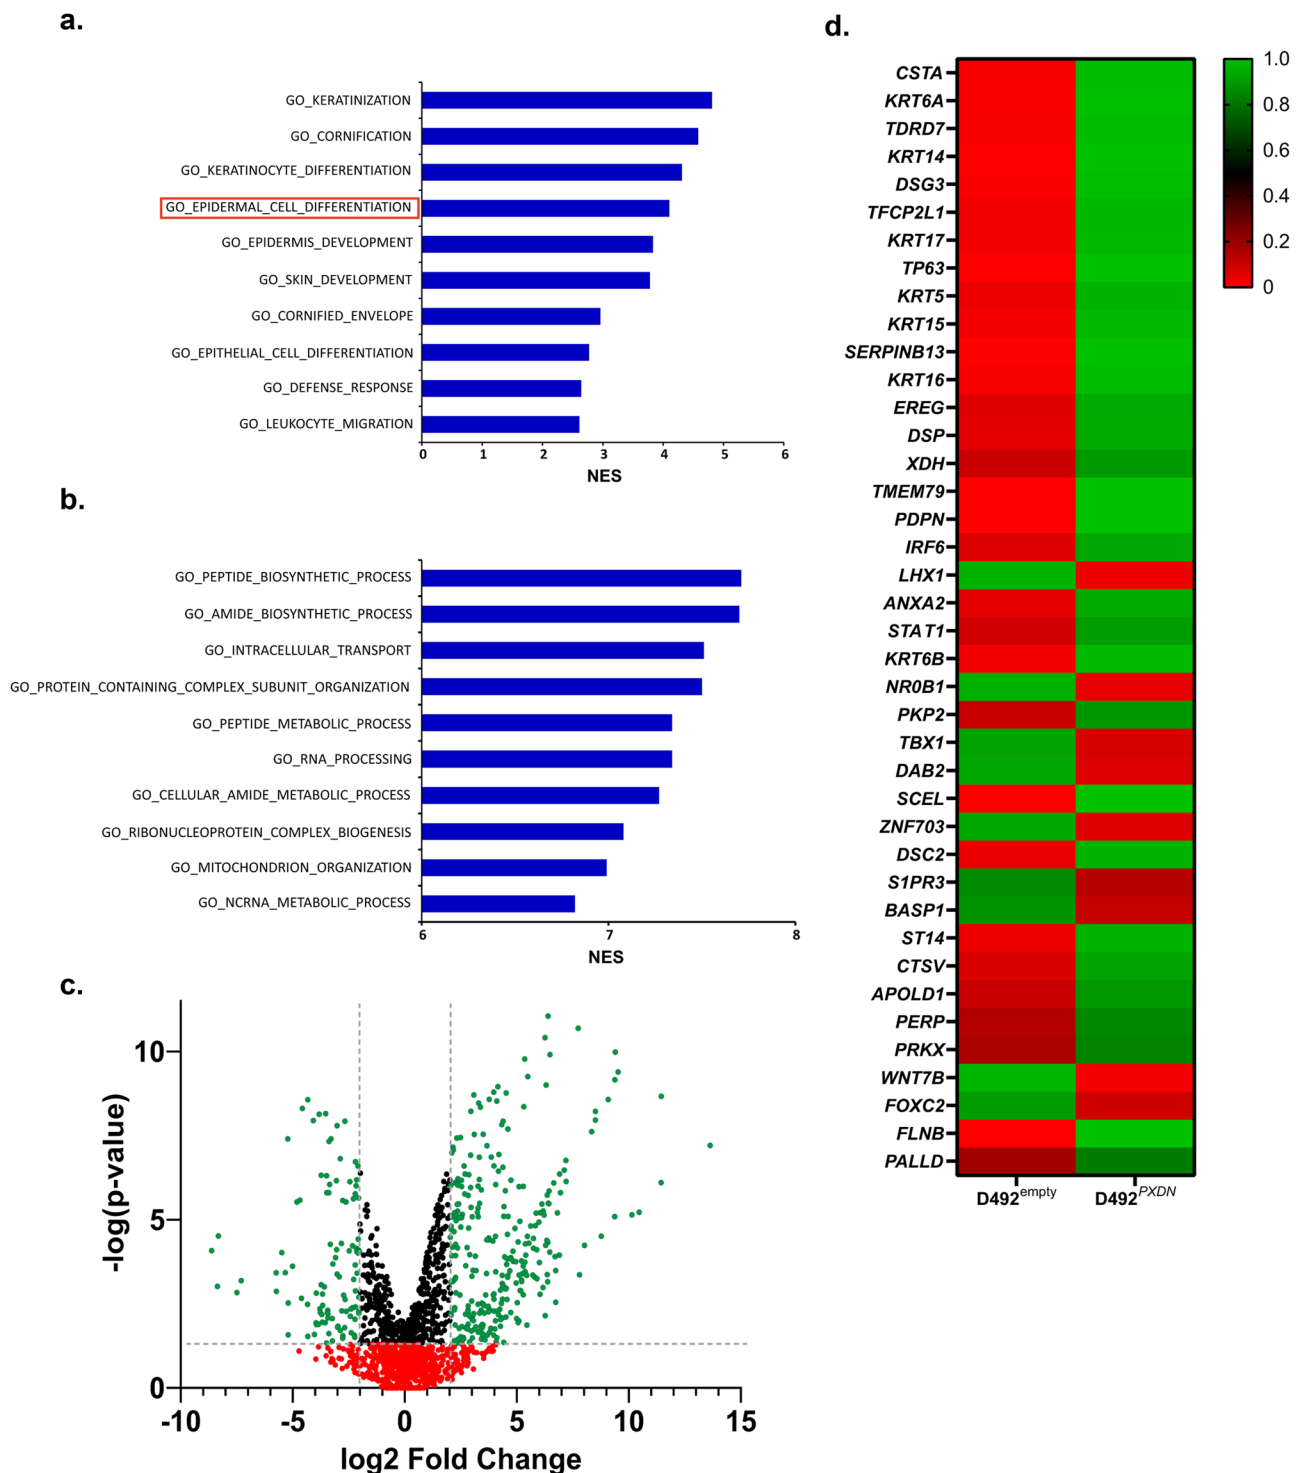 a.
GO_KERATINIZATION
GO_CORNIFICATION
GO_KERATINOCYTE_DIFFERENTIATION
GO_EPIDERMAL_CELL_DIFFERENTIATION
GO_EPIDERMIS_DEVELOPMENT
GO_SKIN_DEVELOPMENT
GO_CORNIFIED_ENVELOPE
GO_EPITHELIAL_CELL_DIFFERENTIATION
GO_DEFENSE_RESPONSE
GO_LEUKOCYTE_MIGRATION
0 1 2 3 4 5 6
NES
b.
GO_PEPTIDE_BIOSYNTHETIC_PROCESS
GO_AMIDE_BIOSYNTHETIC_PROCESS
GO_INTRACELLULAR_TRANSPORT
GO_PROTEIN_CONTAINING_COMPLEX_SUBUNIT_ORGANIZATION
GO_PEPTIDE_METABOLIC_PROCESS
GO_RNA_PROCESSING
GO_CELLULAR_AMIDE_METABOLIC_PROCESS
GO_RIBONUCLEOPROTEIN_COMPLEX_BIOGENESIS
GO_MITOCHONDRION_ORGANIZATION
GO_NCRNA_METABOLIC_PROCESS
6 7 8
NES
c.
10
5
0
-log(p-value)
-10 -5 0 5 10 15
log2 Fold Change
d.
CSTA
KRT6A
TDRD7
KRT14
DSG3
TFCP2L1
KRT17
TP63
KRT5
KRT15
SERPINB13
KRT16
EREG
DSP
XDH
TMEM79
PDPN
IRF6
LHX1
ANXA2
STAT1
KRT6B
NR0B1
PKP2
TBX1
DAB2
SCEL
ZNF703
DSC2
S1PR3
BASP1
ST14
CTSV
APOLD1
PERP
PRKX
WNT7B
FOXC2
FLNB
PALLD
D492empty D492PXDN
1.0
0.8
0.6
0.4
0.2
0